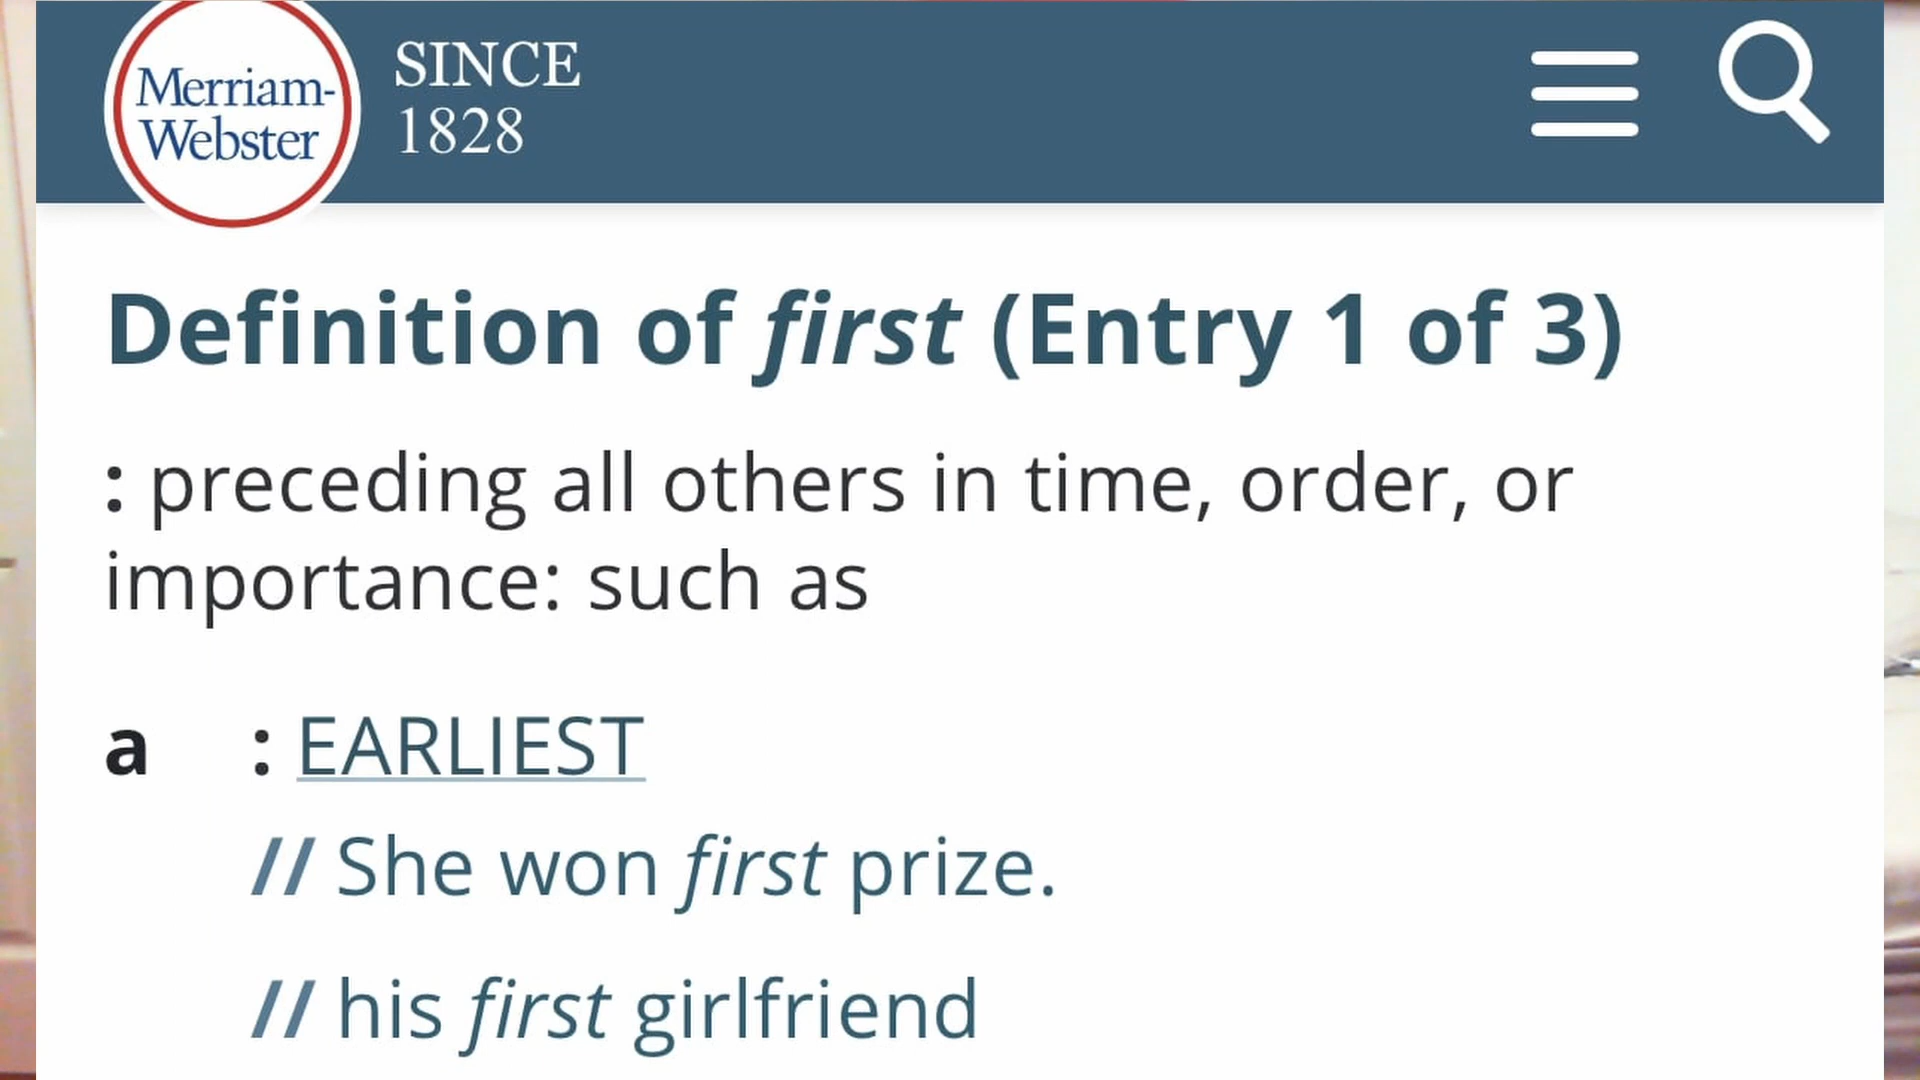 Merriam-
Webster
SINCE
1828
Definition of first (Entry 1 of 3)
: preceding all others in time, order, or
importance: such as
a : EARLIEST
// She won first prize.
// his first girlfriend